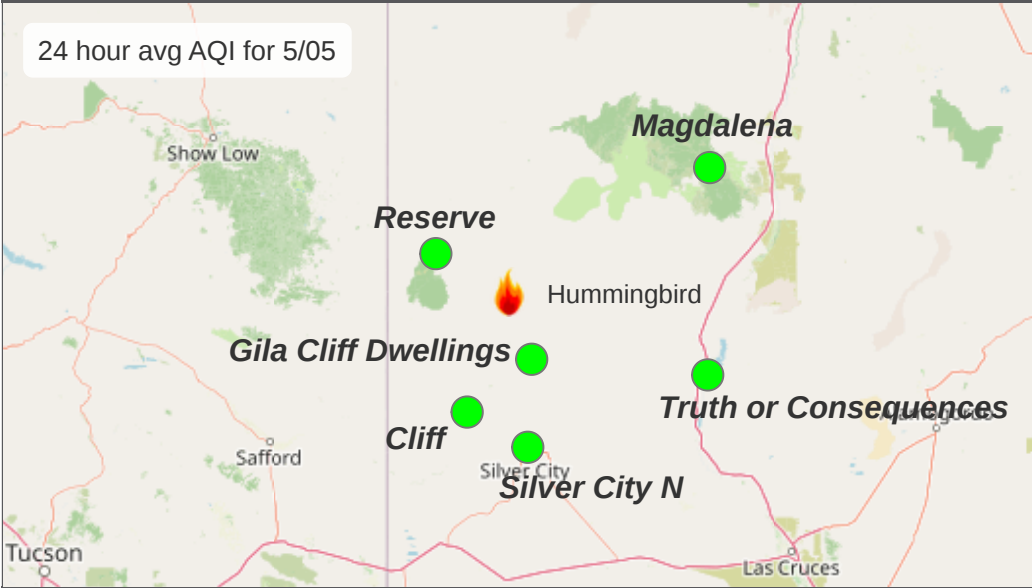 24 hour avg AQI for 5/05
Magdalena
Show Low
Reserve
Hummingbird
Gila Cliff Dwellings
Truth or Consequences
Alamogordo
Cliff
Safford
Silver City
Silver City N
Tucson
Las Cruces